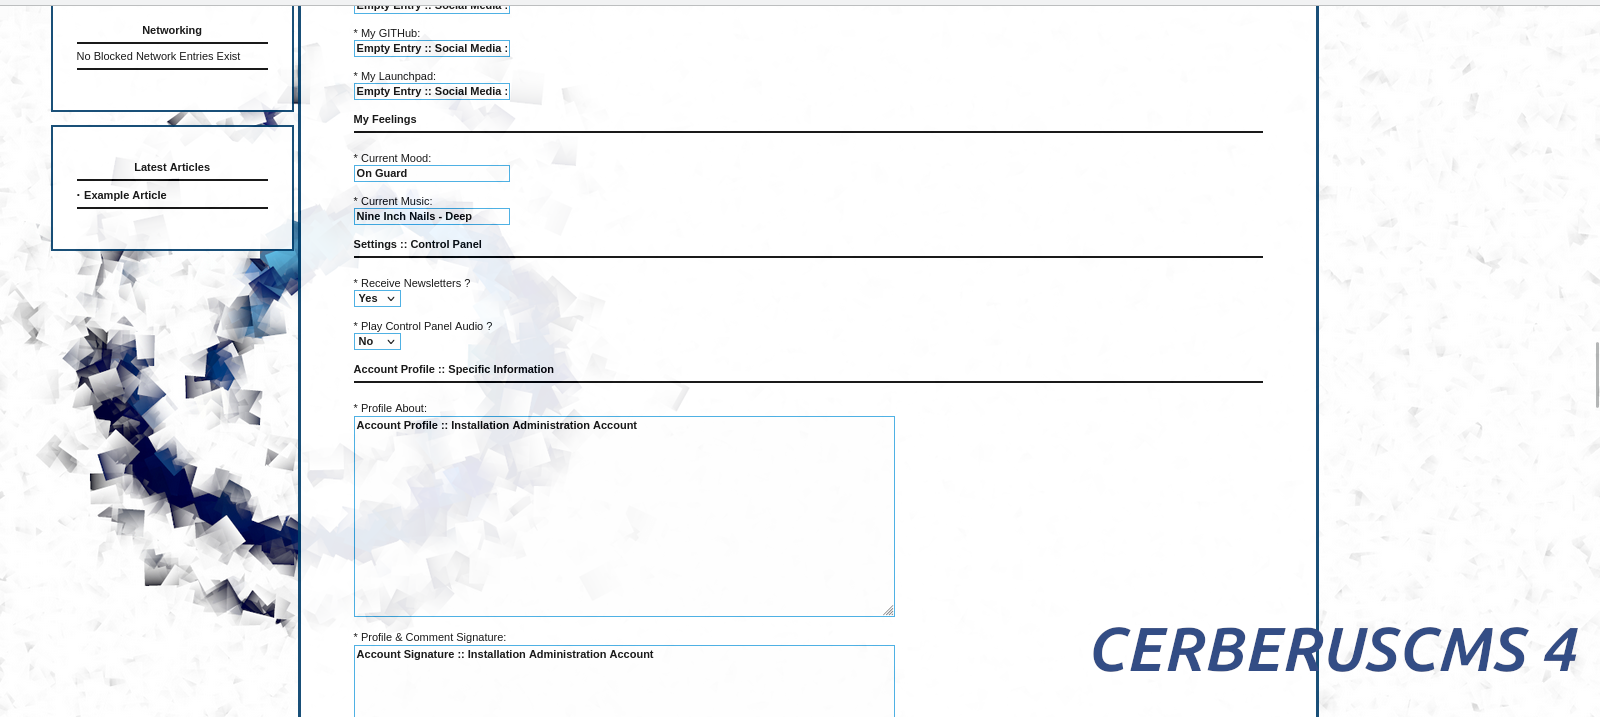 Networking
No Blocked Network Entries Exist
Latest Articles
· Example Article
Empty Entry :: Social Media :
* My GITHub:
Empty Entry :: Social Media :
* My Launchpad:
Empty Entry :: Social Media :
My Feelings
* Current Mood:
On Guard
* Current Music:
Nine Inch Nails - Deep
Settings :: Control Panel
* Receive Newsletters ?
Yes
* Play Control Panel Audio ?
No
Account Profile :: Specific Information
* Profile About:
Account Profile :: Installation Administration Account
* Profile & Comment Signature:
Account Signature :: Installation Administration Account
CERBERUSCMS 4